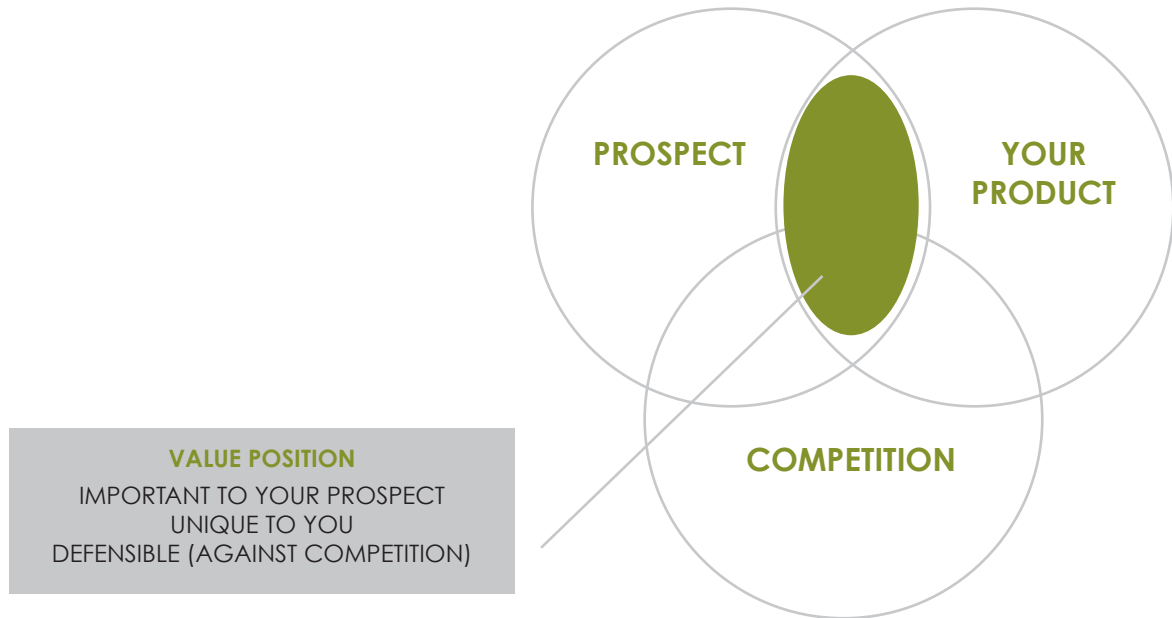 PROSPECT
YOUR
PRODUCT
COMPETITION
VALUE POSITION
IMPORTANT TO YOUR PROSPECT
UNIQUE TO YOU
DEFENSIBLE (AGAINST COMPETITION)